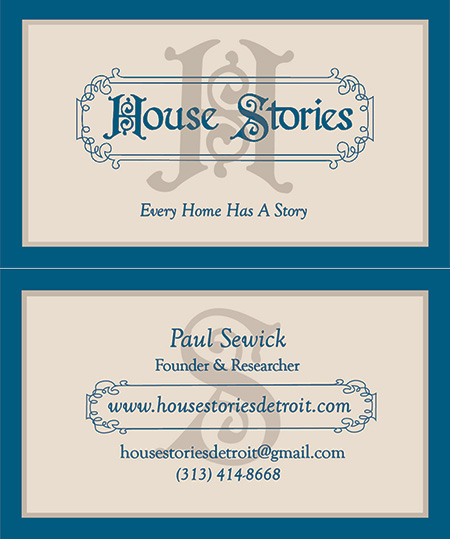 House Stories
Every Home Has A Story
Paul Sewick
Founder & Researcher
www.housestoriesdetroit.com
housestoriesdetroit@gmail.com
(313) 414-8668